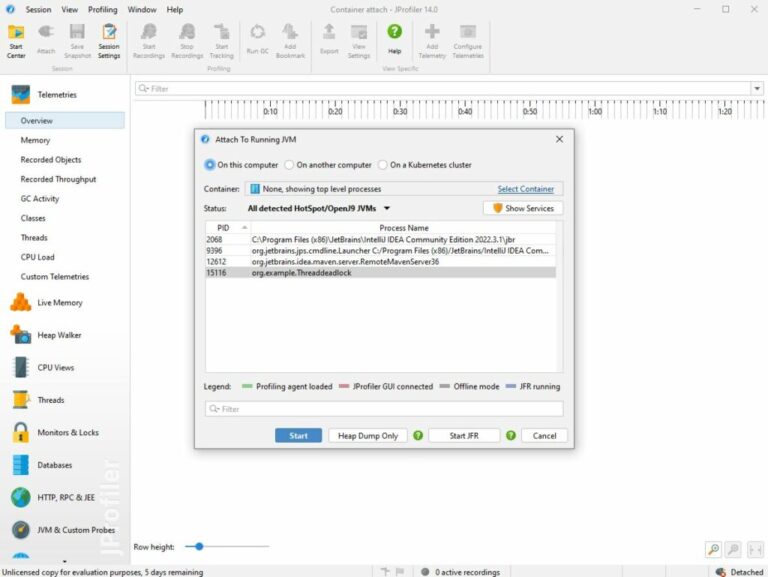 Session View Profiling Window Help
Container attach - JProfiler 14.0
Start Center
Attach
Save Snapshot
Session Settings
Start Recordings
Stop Recordings
Start Tracking
Run GC
Add Bookmark
Export
View Settings
Help
Add Telemetry
Configure Telemetries
Session
Profiling
View Specific
Telemetries
Overview
Memory
Recorded Objects
Recorded Throughput
GC Activity
Classes
Threads
CPU Load
Custom Telemetries
Live Memory
Heap Walker
CPU Views
Threads
Monitors & Locks
Databases
HTTP, RPC & JEE
JVM & Custom Probes
JProfiler
Filter
0:10 0:20 0:30 0:40 0:50 1:00 1:10 1:20
Attach To Running JVM
On this computer On another computer On a Kubernetes cluster
Container: None, showing top level processes Select Container
Status: All detected HotSpot/OpenJ9 JVMs Show Services
PID Process Name
2068 C:\Program Files (x86)\JetBrains\IntelliJ IDEA Community Edition 2022.3.1\jbr
9396 org.jetbrains.jps.cmdline.Launcher C:/Program Files (x86)/JetBrains/IntelliJ IDEA Com...
12612 org.jetbrains.idea.maven.server.RemoteMavenServer36
15116 org.example.Threaddeadlock
Legend: Profiling agent loaded JProfiler GUI connected Offline mode JFR running
Filter
Start Heap Dump Only Start JFR Cancel
Row height:
Unlicensed copy for evaluation purposes, 5 days remaining
0 active recordings
Detached